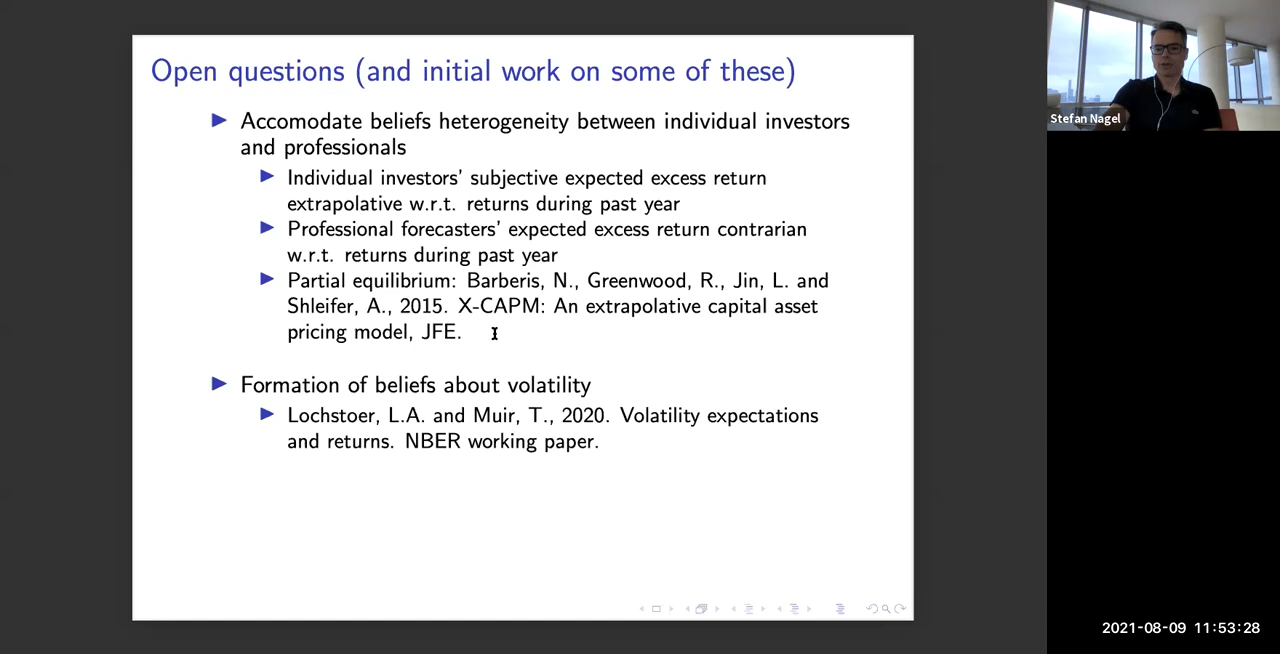 Open questions (and initial work on some of these)
Accomodate beliefs heterogeneity between individual investors
and professionals
Individual investors' subjective expected excess return
extrapolative w.r.t. returns during past year
Professional forecasters' expected excess return contrarian
w.r.t. returns during past year
Partial equilibrium: Barberis, N., Greenwood, R., Jin, L. and
Shleifer, A., 2015. X-CAPM: An extrapolative capital asset
pricing model, JFE.
Formation of beliefs about volatility
Lochstoer, L.A. and Muir, T., 2020. Volatility expectations
and returns. NBER working paper.
Stefan Nagel
2021-08-09 11:53:28